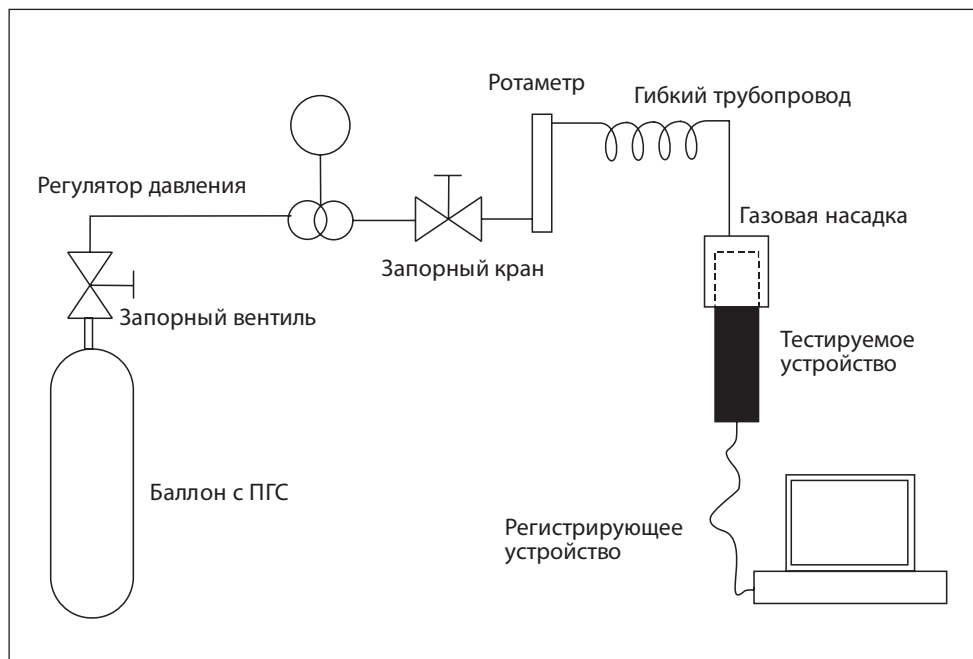 Ротаметр
Гибкий трубопровод
Регулятор давления
Газовая насадка
Запорный кран
Запорный вентиль
Тестируемое
устройство
Баллон с ПГС
Регистрирующее
устройство